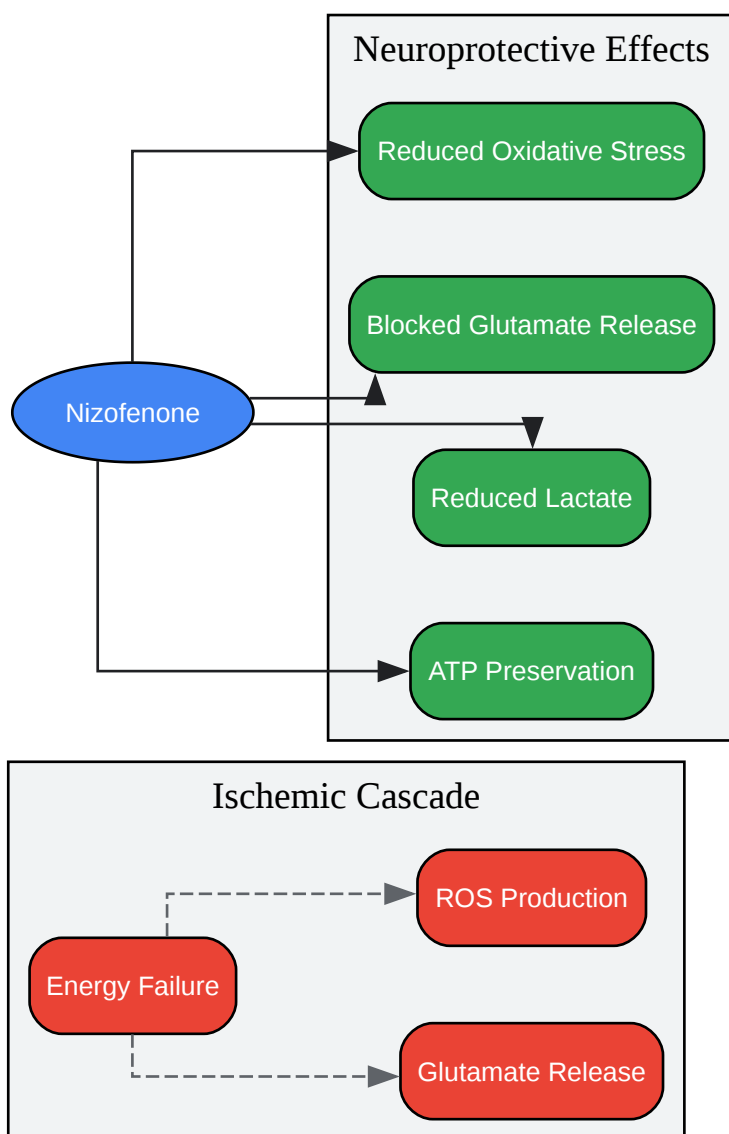 Neuroprotective Effects
Reduced Oxidative Stress
Blocked Glutamate Release
Nizofenone
Reduced Lactate
ATP Preservation
Ischemic Cascade
ROS Production
Energy Failure
Glutamate Release